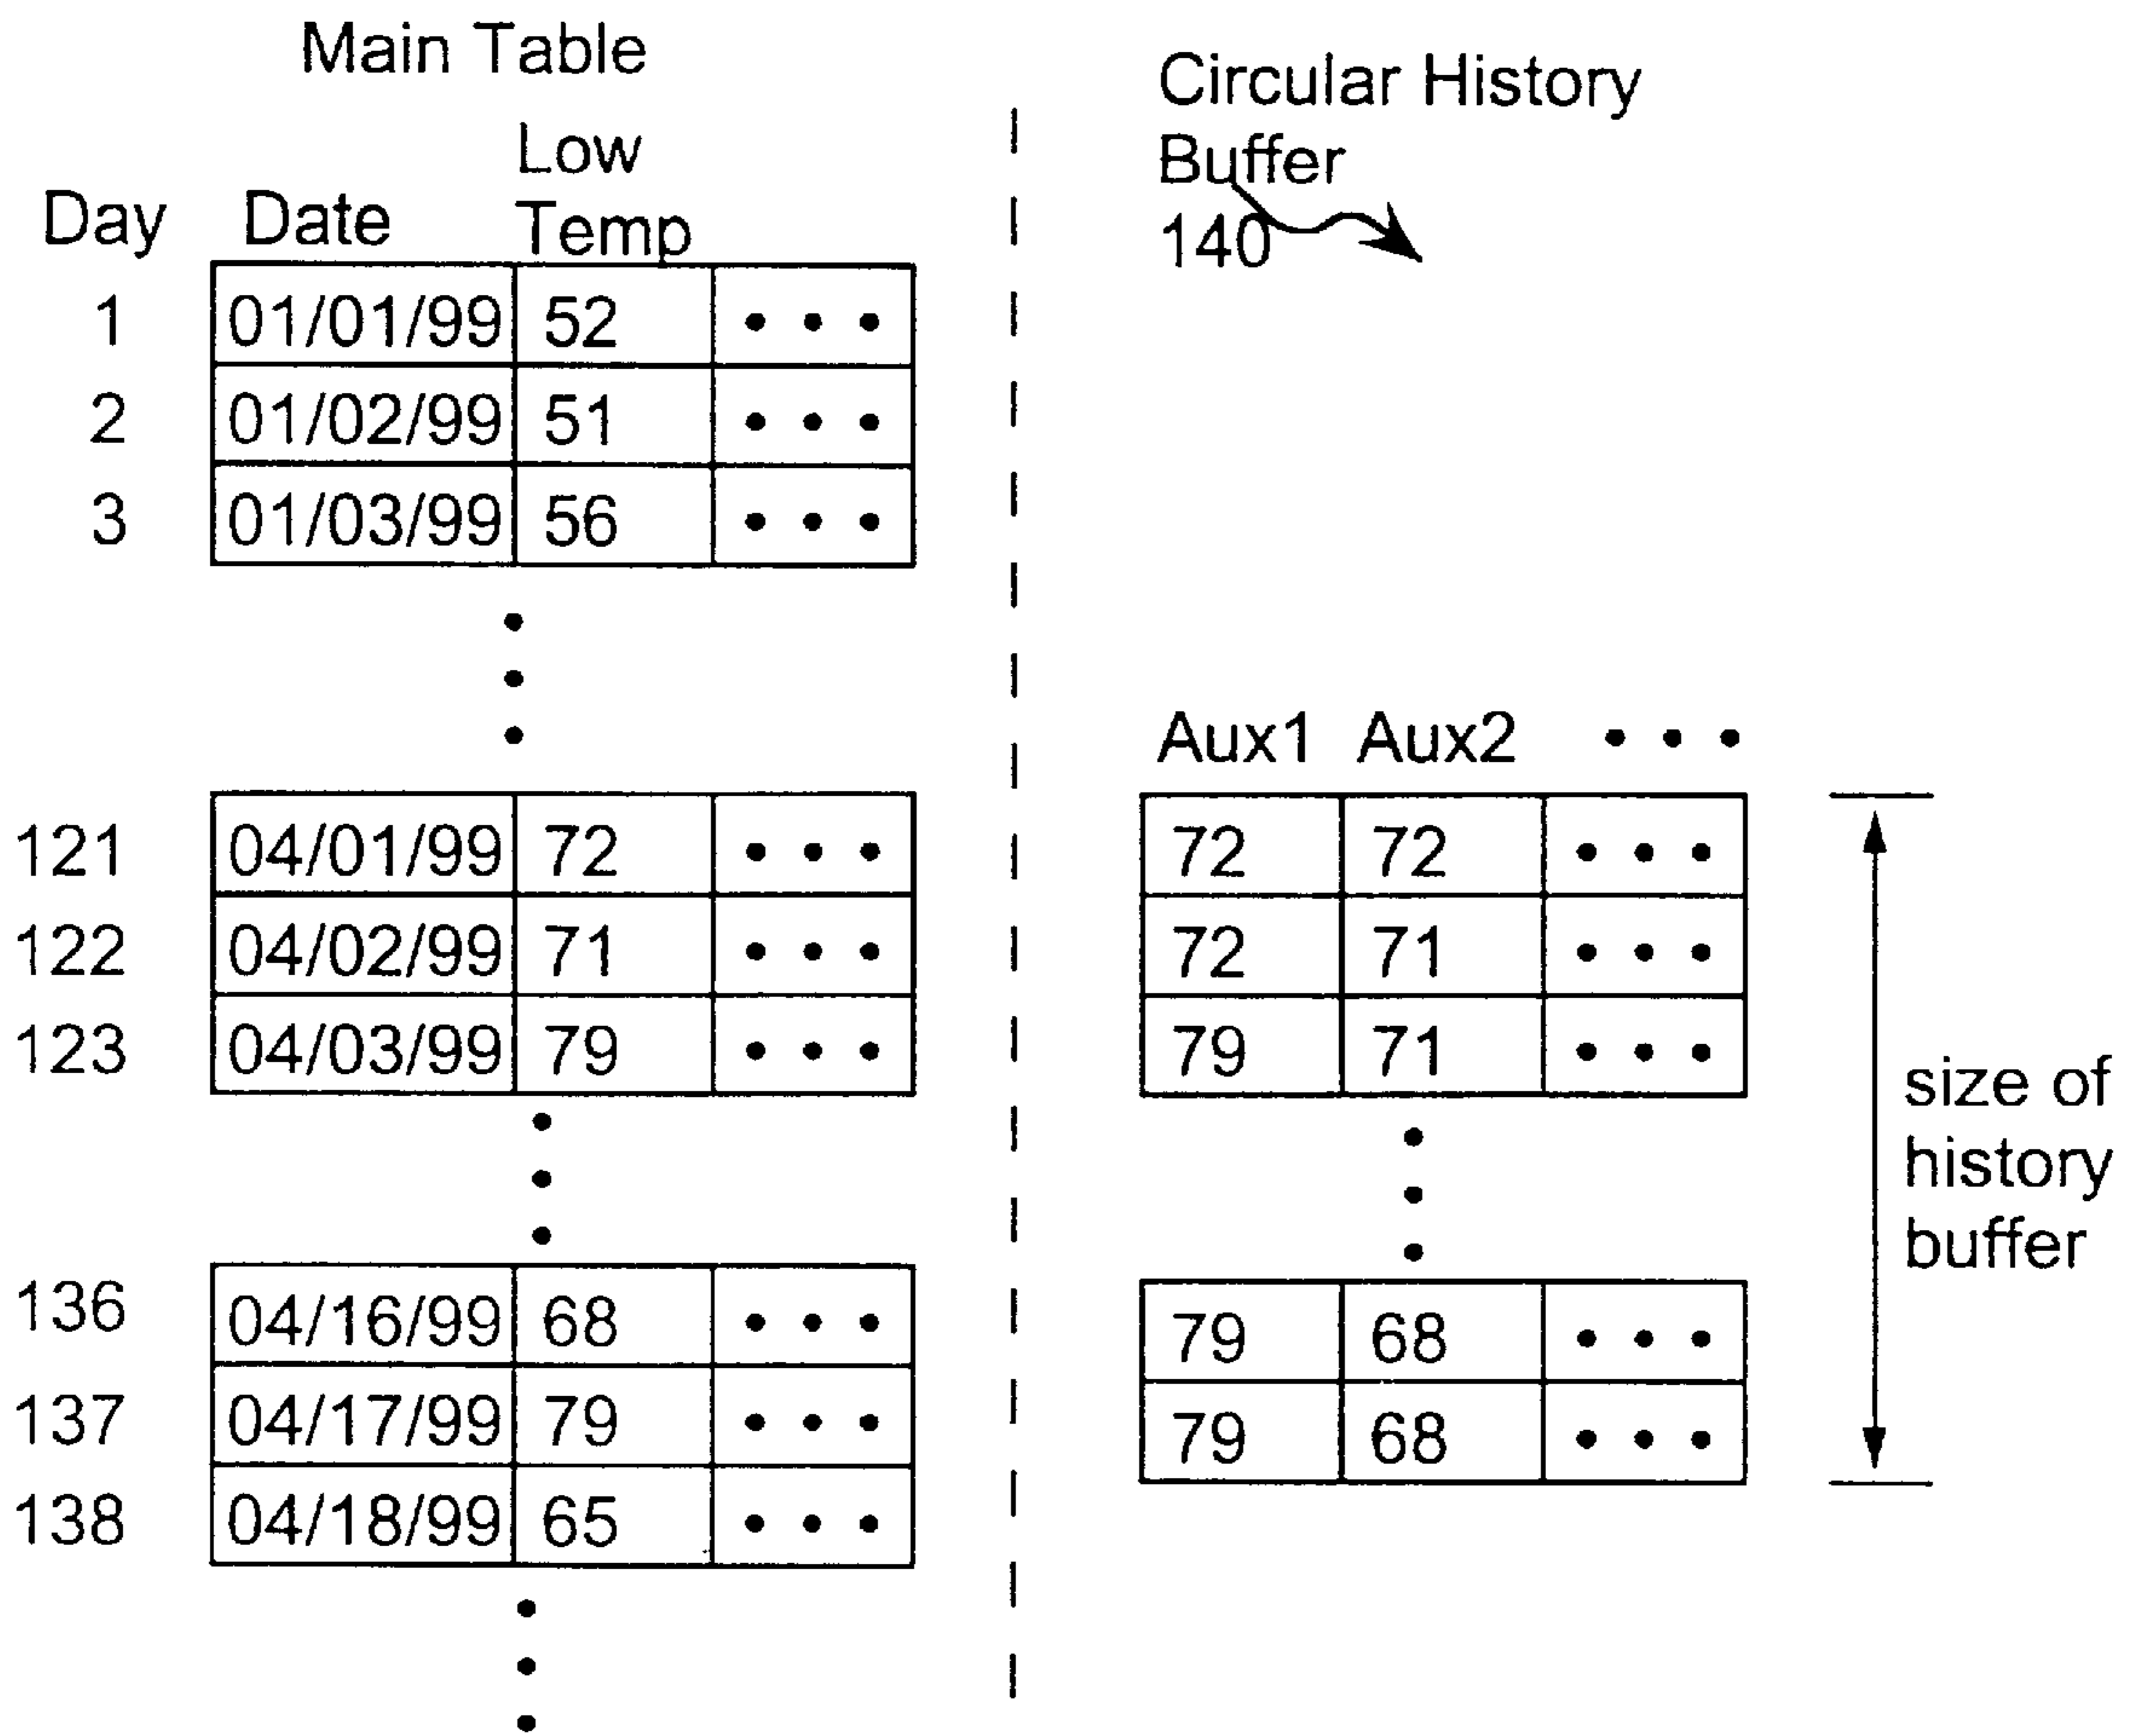 Main Table
Day Date Low Temp
1 01/01/99 52 • • •
2 01/02/99 51 • • •
3 01/03/99 56 • • •
121 04/01/99 72 • • •
122 04/02/99 71 • • •
123 04/03/99 79 • • •
136 04/16/99 68 • • •
137 04/17/99 79 • • •
138 04/18/99 65 • • •
Circular History
Buffer
140
Aux1 Aux2 • • •
72 72 • • •
72 71 • • •
79 71 • • •
79 68 • • •
79 68 • • •
size of
history
buffer